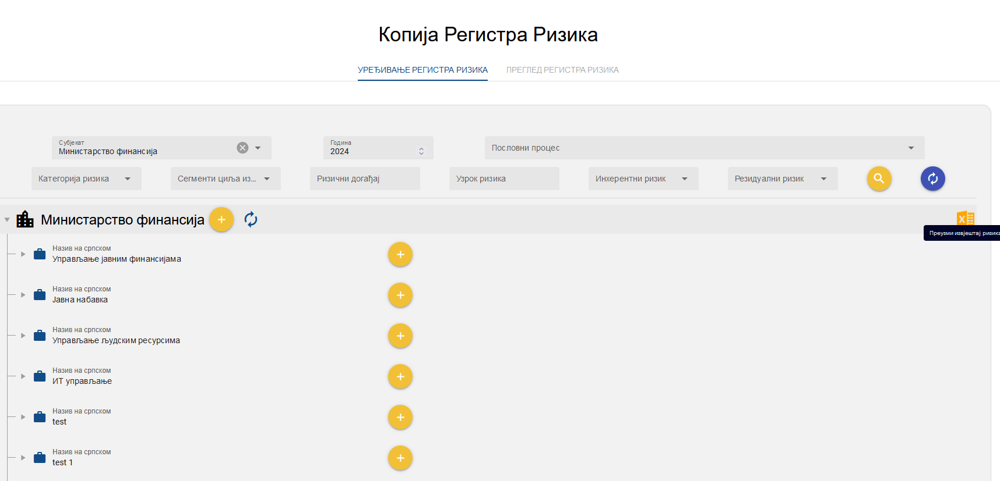 Копија Регистра Ризика
УРЕЂИВАЊЕ РЕГИСТРА РИЗИКА
ПРЕГЛЕД РЕГИСТРА РИЗИКА
Субјекат
Министарство финансија
Година
2024
Пословни процес
Категорија ризика
Сегменти циља из...
Ризични догађај
Узрок ризика
Инхерентни ризик
Резидуални ризик
Министарство финансија
Преузми извјештај ризика
Назив на српском
Управљање јавним финансијама
Назив на српском
Јавна набавка
Назив на српском
Управљање људским ресурсима
Назив на српском
ИТ управљање
Назив на српском
test
Назив на српском
test 1